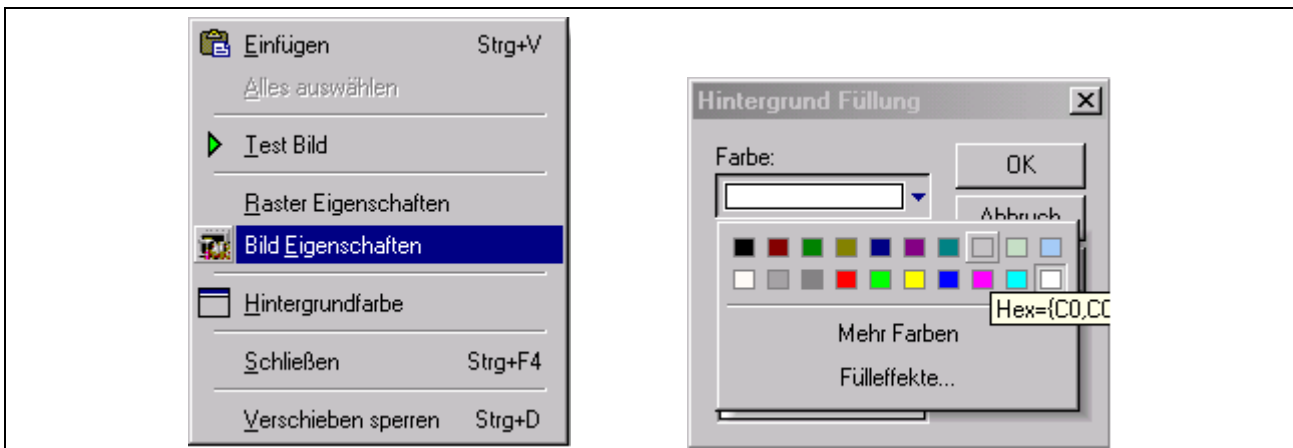 Einfügen Strg+V
Alles auswählen
Test Bild
Raster Eigenschaften
Bild Eigenschaften
Hintergrundfarbe
Schließen Strg+F4
Verschieben sperren Strg+D
Hintergrund Füllung
Farbe:
OK
Abbruch
Hex={C0,C0
Mehr Farben
Fülleffekte...